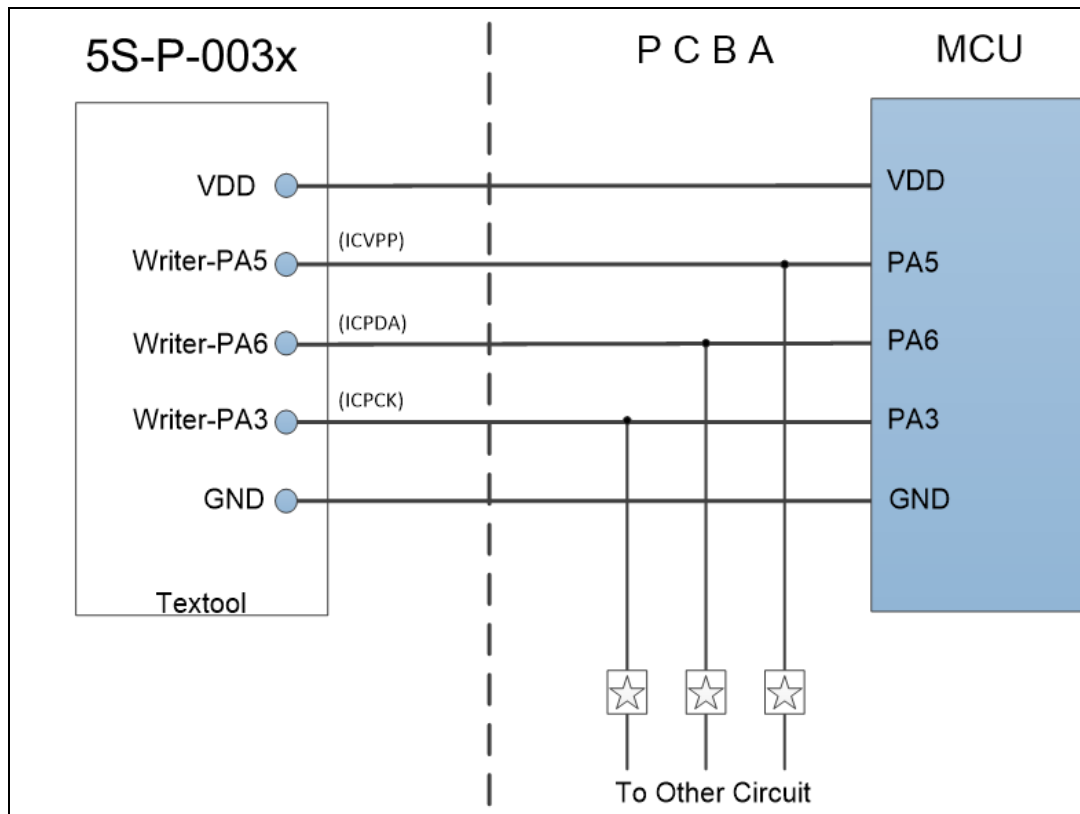 5S-P-003x
P C B A
MCU
VDD
VDD
Writer-PA5
(ICVPP)
PA5
Writer-PA6
(ICPDA)
PA6
Writer-PA3
(ICPCK)
PA3
GND
GND
Textool
To Other Circuit